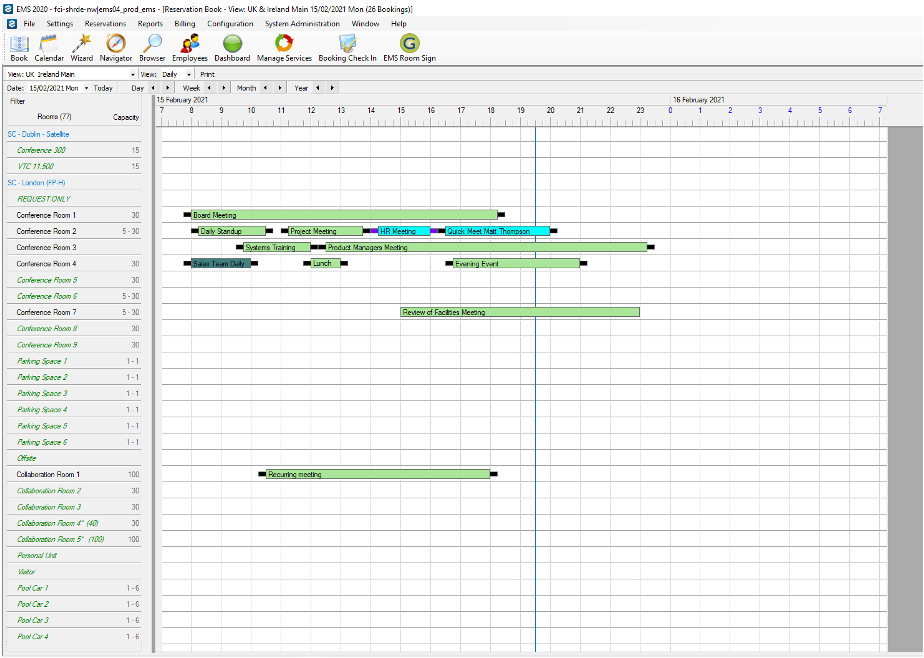 EMS 2020 - fci-shrde-nwjems04_prod_ems - [Reservation Book - View: UK & Ireland Main 15/02/2021 Mon (26 Bookings)]
File Settings Reservations Reports Billing Configuration System Administration Window Help
Book Calendar Wizard Navigator Browser Employees Dashboard Manage Services Booking Check In EMS Room Sign
View: UK Ireland Main View: Daily Print
Date: 15/02/2021 Mon Today Day Week Month Year
Filter 15 February 2021 16 February 2021
7 8 9 10 11 12 13 14 15 16 17 18 19 20 21 22 23 0 1 2 3 4 5 6 7
Rooms (77) Capacity
SC - Dublin - Satellite
Conference 300 15
VTC 11.500 15
SC - London (FP-H)
REQUEST ONLY
Conference Room 1 30 Board Meeting
Conference Room 2 5 - 30 Daily Standup Project Meeting HR Meeting Quick Meet Matt Thompson
Conference Room 3 Systems Training Product Managers Meeting
Conference Room 4 30 Sales Team Daily Lunch Evening Event
Conference Room 5 30
Conference Room 6 5 - 30
Conference Room 7 5 - 30 Review of Facilities Meeting
Conference Room 8 30
Conference Room 9 30
Parking Space 1 1 - 1
Parking Space 2 1 - 1
Parking Space 3 1 - 1
Parking Space 4 1 - 1
Parking Space 5 1 - 1
Parking Space 6 1 - 1
Offsite
Collaboration Room 1 100 Recurring meeting
Collaboration Room 2 30
Collaboration Room 3 30
Collaboration Room 4* (40) 30
Collaboration Room 5* (100) 100
Personal Unit
Visitor
Pool Car 1 1 - 6
Pool Car 2 1 - 6
Pool Car 3 1 - 6
Pool Car 4 1 - 6